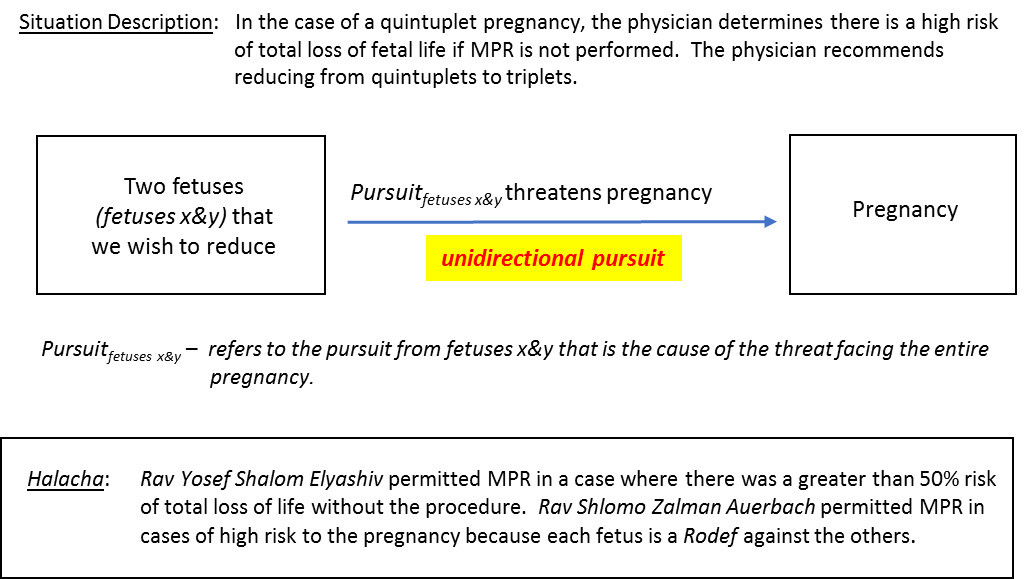 Situation Description: In the case of a quintuplet pregnancy, the physician determines there is a high risk
of total loss of fetal life if MPR is not performed. The physician recommends
reducing from quintuplets to triplets.
Two fetuses
(fetuses x&y) that
we wish to reduce
Pursuit fetuses x&y threatens pregnancy
unidirectional pursuit
Pregnancy
Pursuit fetuses x&y – refers to the pursuit from fetuses x&y that is the cause of the threat facing the entire
pregnancy.
Halacha: Rav Yosef Shalom Elyashiv permitted MPR in a case where there was a greater than 50% risk
of total loss of life without the procedure. Rav Shlomo Zalman Auerbach permitted MPR in
cases of high risk to the pregnancy because each fetus is a Rodef against the others.